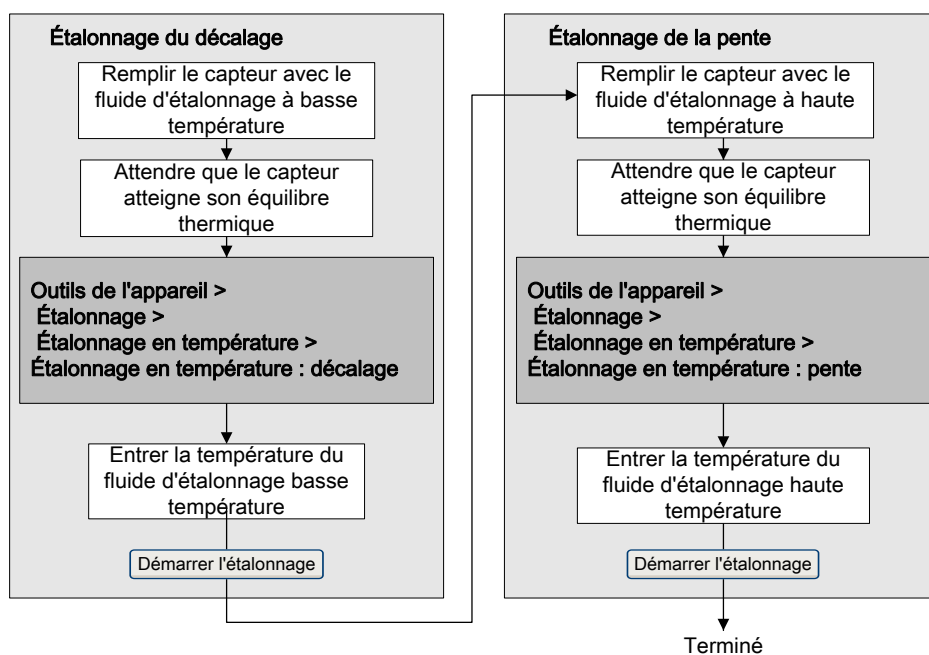 Étalonnage du décalage
Remplir le capteur avec le
fluide d'étalonnage à basse
température
Attendre que le capteur
atteigne son équilibre
thermique
Outils de l'appareil >
Étalonnage >
Étalonnage en température >
Étalonnage en température : décalage
Entrer la température du
fluide d'étalonnage basse
température
Démarrer l'étalonnage
Étalonnage de la pente
Remplir le capteur avec le
fluide d'étalonnage à haute
température
Attendre que le capteur
atteigne son équilibre
thermique
Outils de l'appareil >
Étalonnage >
Étalonnage en température >
Étalonnage en température : pente
Entrer la température du
fluide d'étalonnage haute
température
Démarrer l'étalonnage
Terminé